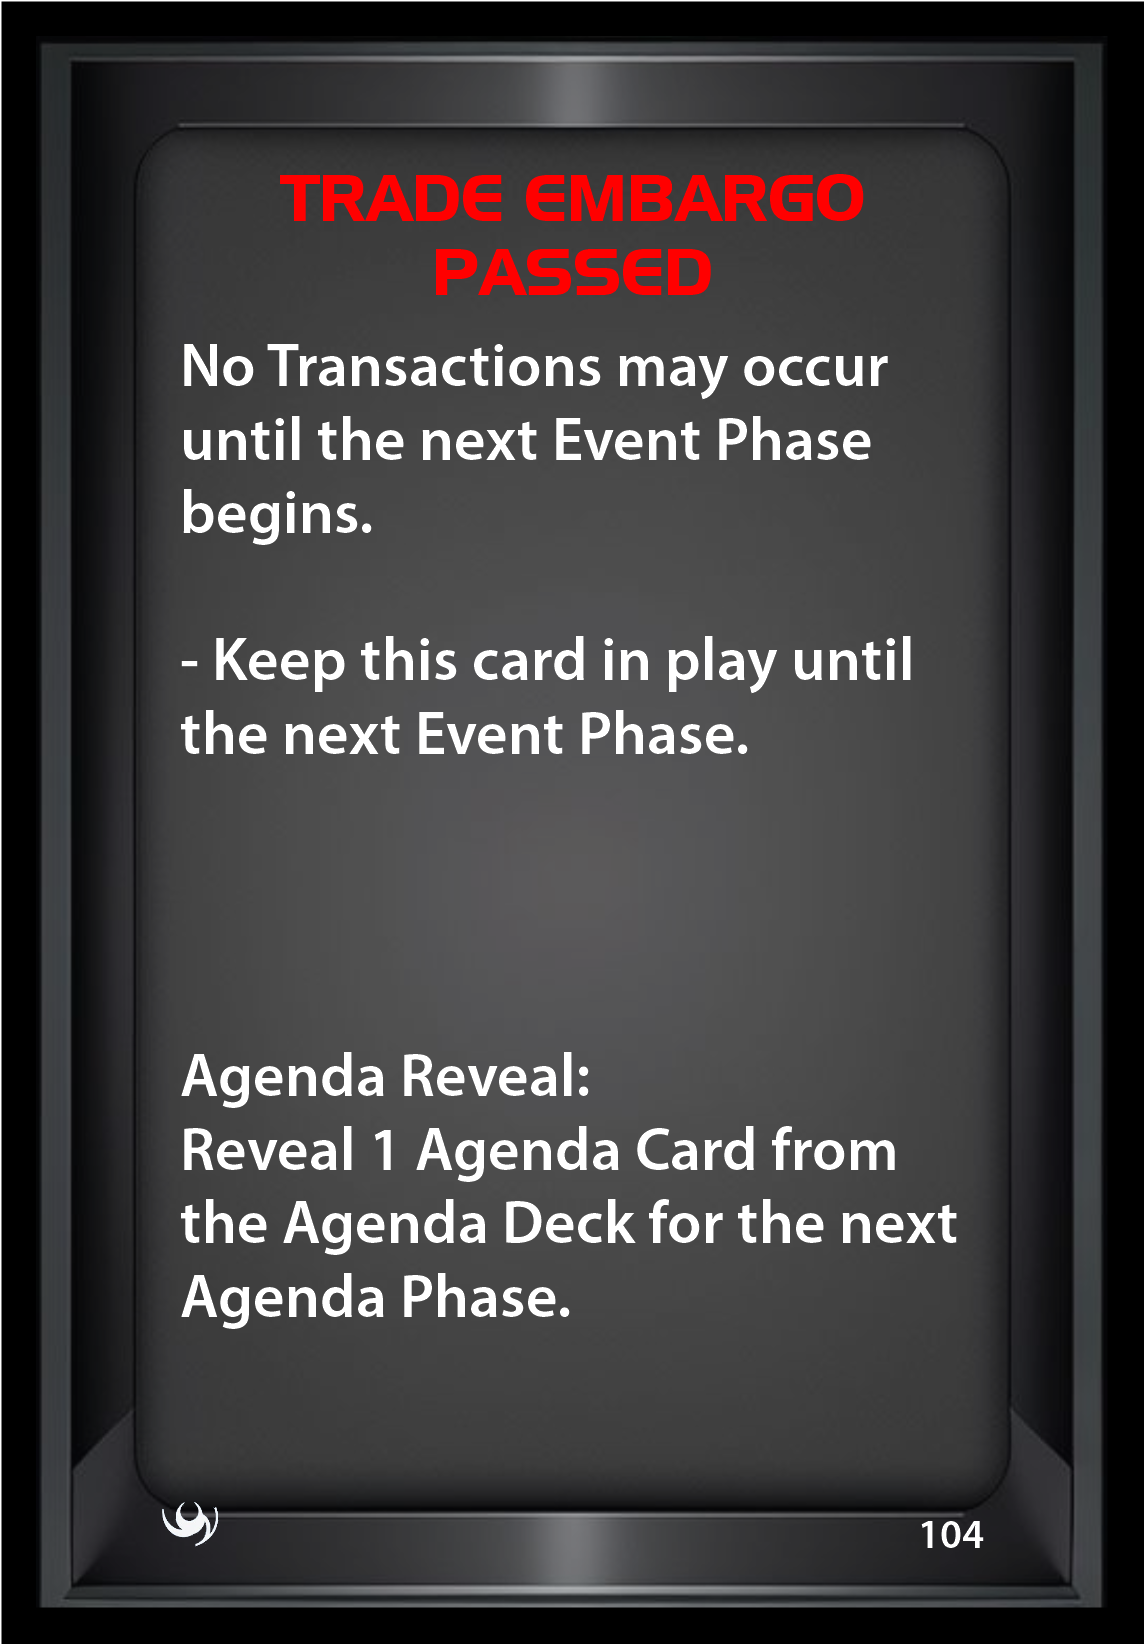 TRADE EMBARGO
PASSED
No Transactions may occur
until the next Event Phase
begins.
- Keep this card in play until
the next Event Phase.
Agenda Reveal:
Reveal 1 Agenda Card from
the Agenda Deck for the next
Agenda Phase.
104